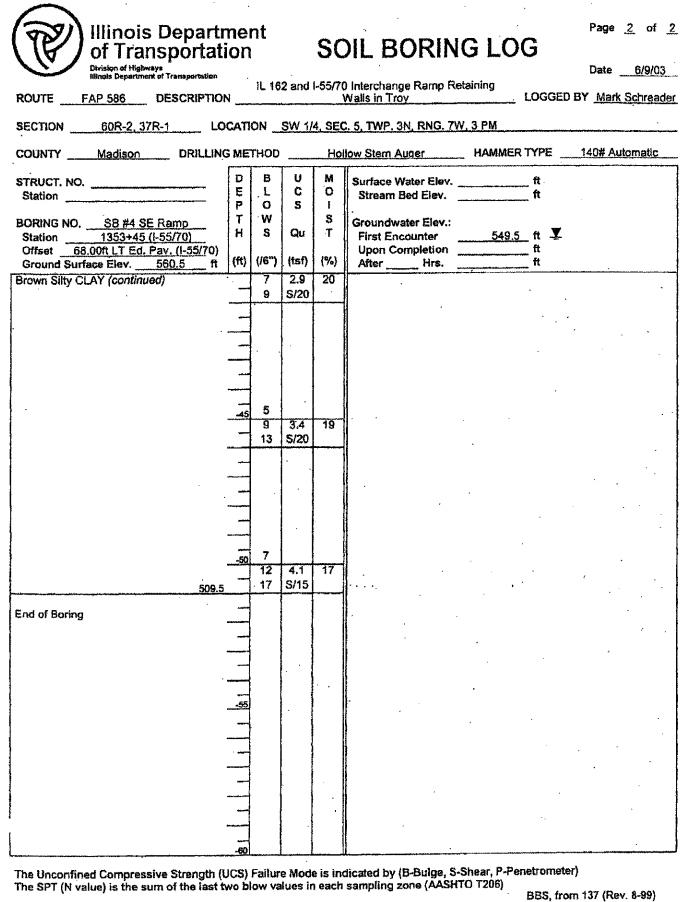 Illinois Department
of Transportation
Division of Highways
Illinois Department of Transportation
SOIL BORING LOG
Page 2 of 2
Date 6/9/03
ROUTE FAP 586 DESCRIPTION IL 162 and I-55/70 Interchange Ramp Retaining
Walls in Troy LOGGED BY Mark Schreader
SECTION 60R-2, 37R-1 LOCATION SW 1/4, SEC. 5, TWP. 3N, RNG. 7W, 3 PM
COUNTY Madison DRILLING METHOD Hollow Stem Auger HAMMER TYPE 140# Automatic
STRUCT. NO.
Station
BORING NO. SB #4 SE Ramp
Station 1353+45 (I-55/70)
Offset 68.00ft LT Ed. Pav. (I-55/70)
Ground Surface Elev. 560.5 ft
DEPTH (ft)
BLOWS (/6")
UCS Qu (tsf)
MOIST (%)
Surface Water Elev. ft
Stream Bed Elev. ft
Groundwater Elev.:
First Encounter 549.5 ft
Upon Completion ft
After Hrs. ft
Brown Silty CLAY (continued) 7 2.9 20
9 S/20
-45 5
9 3.4 19
13 S/20
-50 7
12 4.1 17
509.5 17 S/15
End of Boring
-55
-60
The Unconfined Compressive Strength (UCS) Failure Mode is indicated by (B-Bulge, S-Shear, P-Penetrometer)
The SPT (N value) is the sum of the last two blow values in each sampling zone (AASHTO T206)
BBS, from 137 (Rev. 8-99)